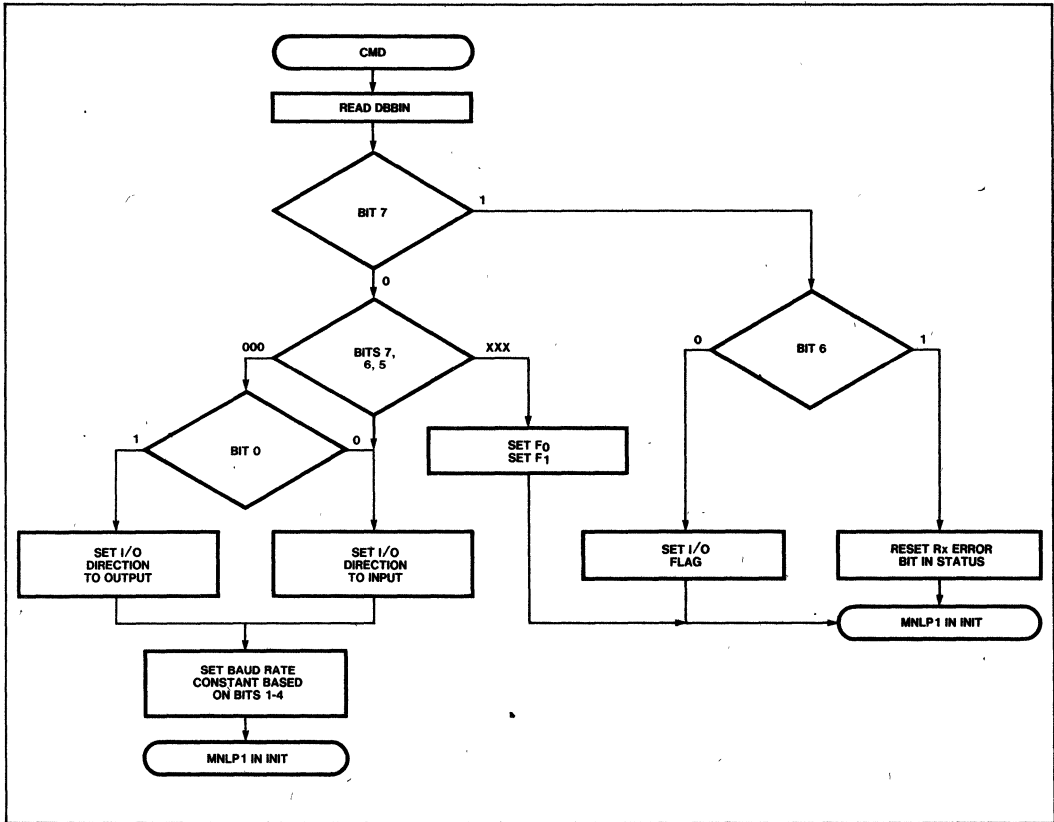 CMD
READ DBBIN
BIT 7
1
0
000
BITS 7,
6, 5
XXX
0
BIT 6
1
1
BIT 0
0
SET F0
SET F1
SET I/O
DIRECTION
TO OUTPUT
SET I/O
DIRECTION
TO INPUT
SET I/O
FLAG
RESET Rx ERROR
BIT IN STATUS
MNLP1 IN INIT
SET BAUD RATE
CONSTANT BASED
ON BITS 1-4
MNLP1 IN INIT